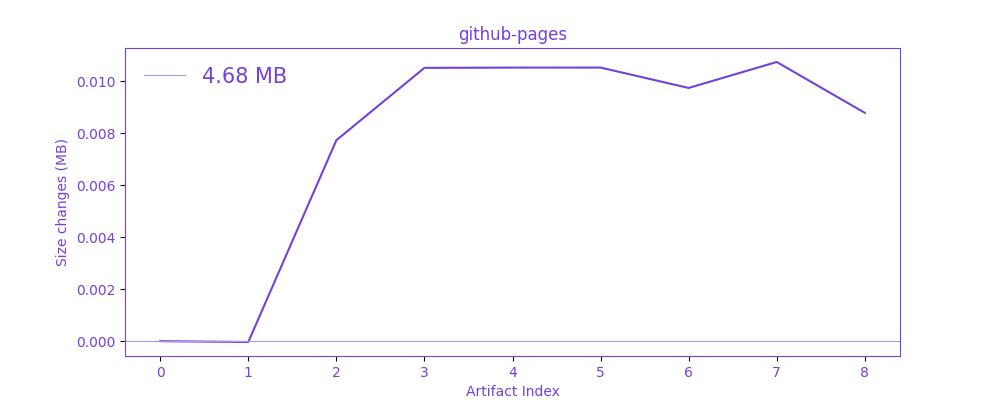 github-pages
4.68 MB
Size changes (MB)
0.010
0.008
0.006
0.004
0.002
0.000
0 1 2 3 4 5 6 7 8
Artifact Index